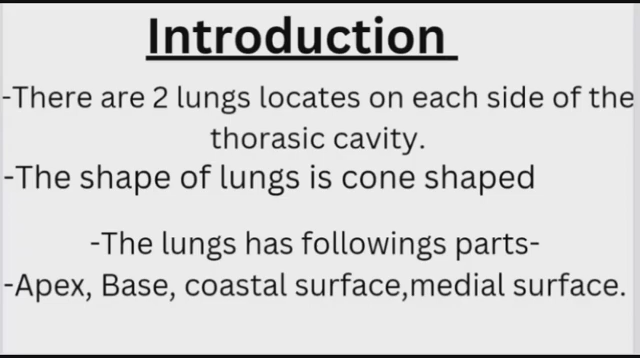 Introduction
-There are 2 lungs locates on each side of the
thorasic cavity.
-The shape of lungs is cone shaped
-The lungs has followings parts-
-Apex, Base, coastal surface,medial surface.